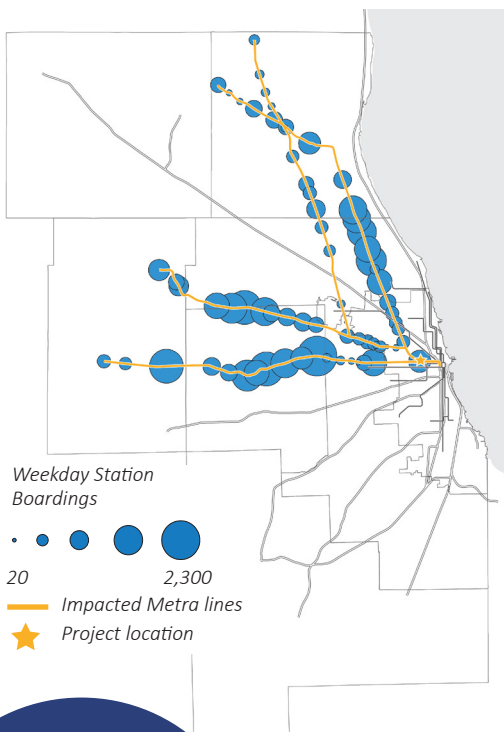 Weekday Station
Boardings
20
2,300
Impacted Metra lines
Project location